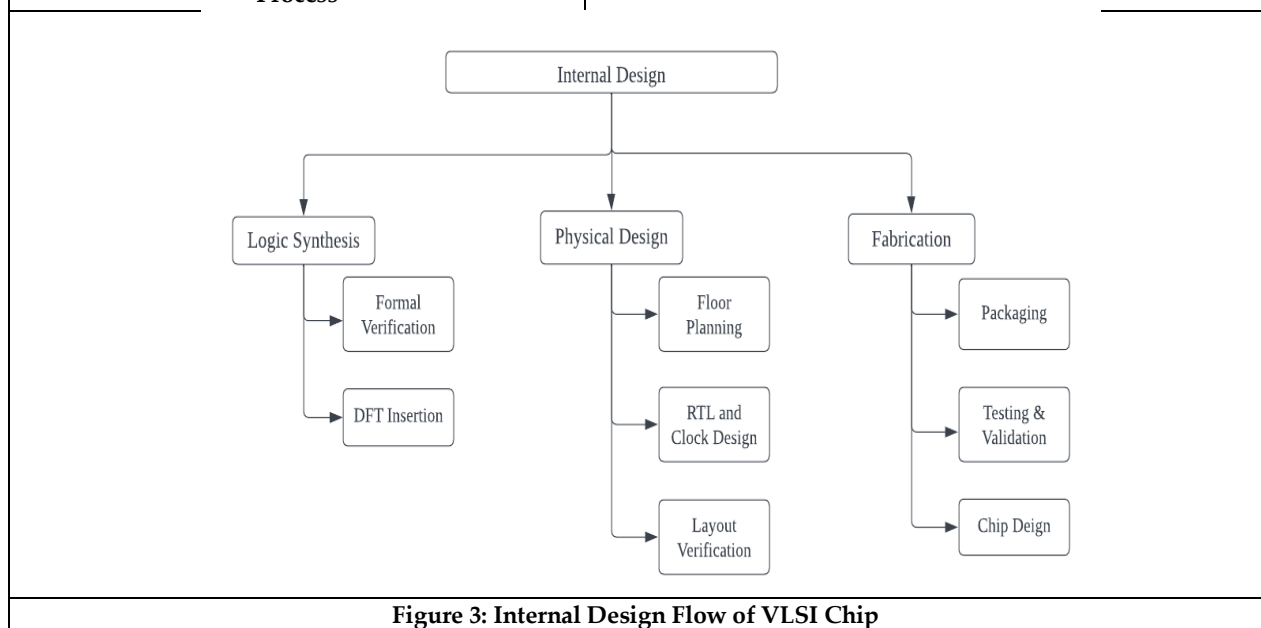 Process
Internal Design
Logic Synthesis
Formal
Verification
DFT Insertion
Physical Design
Floor
Planning
RTL and
Clock Design
Layout
Verification
Fabrication
Packaging
Testing &
Validation
Chip Deign
Figure 3: Internal Design Flow of VLSI Chip